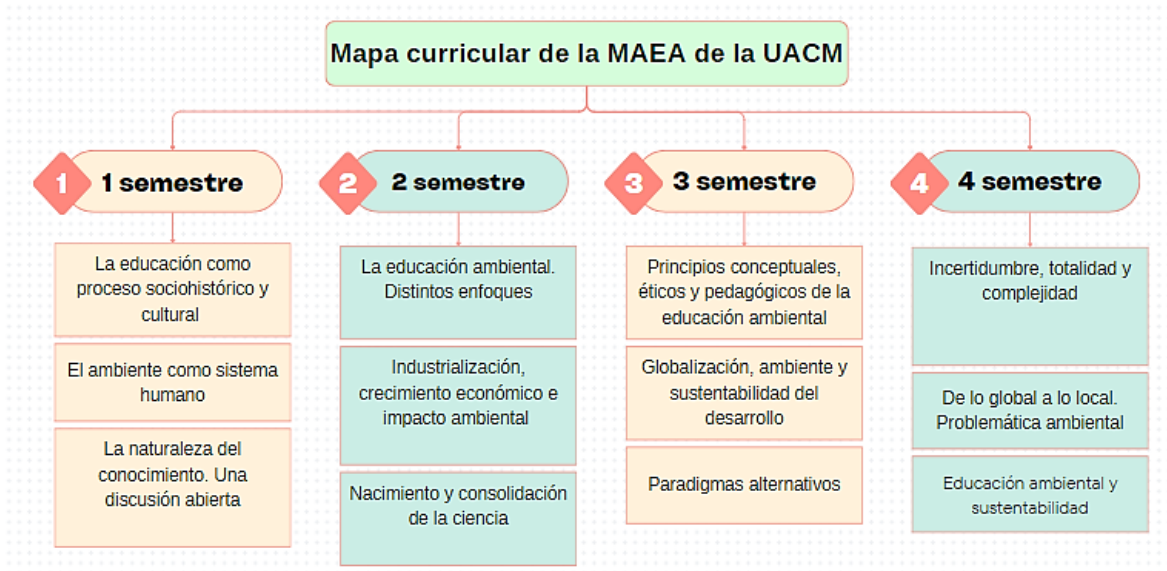 Mapa curricular de la MAEA de la UACM
1
1 semestre
La educación como
proceso sociohistórico y
cultural
El ambiente como sistema
humano
La naturaleza del
conocimiento. Una
discusión abierta
2
2 semestre
La educación ambiental.
Distintos enfoques
Industrialización,
crecimiento económico e
impacto ambiental
Nacimiento y consolidación
de la ciencia
3
3 semestre
Principios conceptuales,
éticos y pedagógicos de la
educación ambiental
Globalización, ambiente y
sustentabilidad del
desarrollo
Paradigmas alternativos
4
4 semestre
Incertidumbre, totalidad y
complejidad
De lo global a lo local.
Problemática ambiental
Educación ambiental y
sustentabilidad